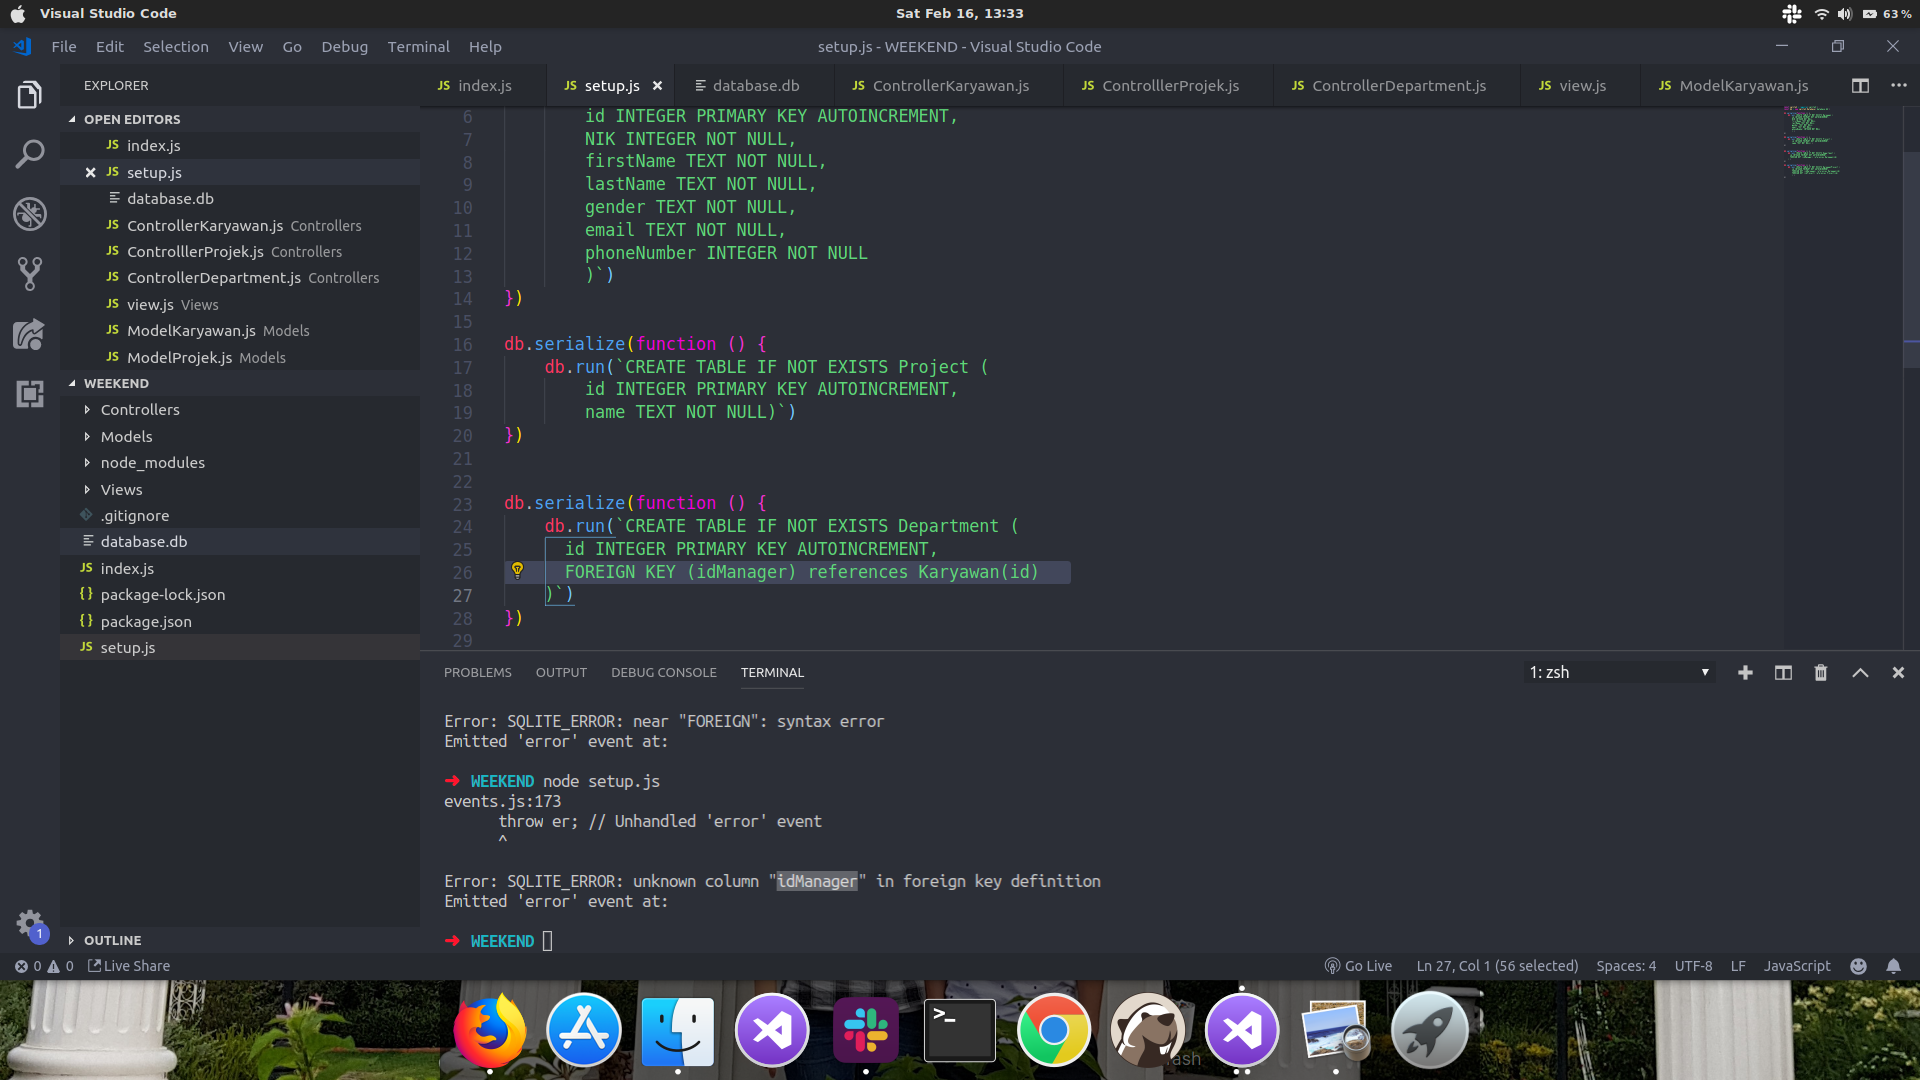 Visual Studio Code
Sat Feb 16, 13:33
63 %
File Edit Selection View Go Debug Terminal Help
setup.js - WEEKEND - Visual Studio Code
EXPLORER
JS index.js
JS setup.js
database.db
JS ControllerKaryawan.js
JS ControlllerProjek.js
JS ControllerDepartment.js
JS view.js
JS ModelKaryawan.js
OPEN EDITORS
JS index.js
JS setup.js
database.db
JS ControllerKaryawan.js Controllers
JS ControlllerProjek.js Controllers
JS ControllerDepartment.js Controllers
JS view.js Views
JS ModelKaryawan.js Models
JS ModelProjek.js Models
WEEKEND
Controllers
Models
node_modules
Views
.gitignore
database.db
JS index.js
{} package-lock.json
{} package.json
JS setup.js
OUTLINE
6 id INTEGER PRIMARY KEY AUTOINCREMENT,
7 NIK INTEGER NOT NULL,
8 firstName TEXT NOT NULL,
9 lastName TEXT NOT NULL,
10 gender TEXT NOT NULL,
11 email TEXT NOT NULL,
12 phoneNumber INTEGER NOT NULL
13 )`)
14 })
15
16 db.serialize(function () {
17 db.run(`CREATE TABLE IF NOT EXISTS Project (
18 id INTEGER PRIMARY KEY AUTOINCREMENT,
19 name TEXT NOT NULL)`)
20 })
21
22
23 db.serialize(function () {
24 db.run(`CREATE TABLE IF NOT EXISTS Department (
25 id INTEGER PRIMARY KEY AUTOINCREMENT,
26 FOREIGN KEY (idManager) references Karyawan(id)
27 )`)
28 })
29
PROBLEMS OUTPUT DEBUG CONSOLE TERMINAL
1: zsh
Error: SQLITE_ERROR: near "FOREIGN": syntax error
Emitted 'error' event at:
➜ WEEKEND node setup.js
events.js:173
throw er; // Unhandled 'error' event
^
Error: SQLITE_ERROR: unknown column "idManager" in foreign key definition
Emitted 'error' event at:
➜ WEEKEND
1
0 0 Live Share
Go Live
Ln 27, Col 1 (56 selected)
Spaces: 4
UTF-8
LF
JavaScript
>_